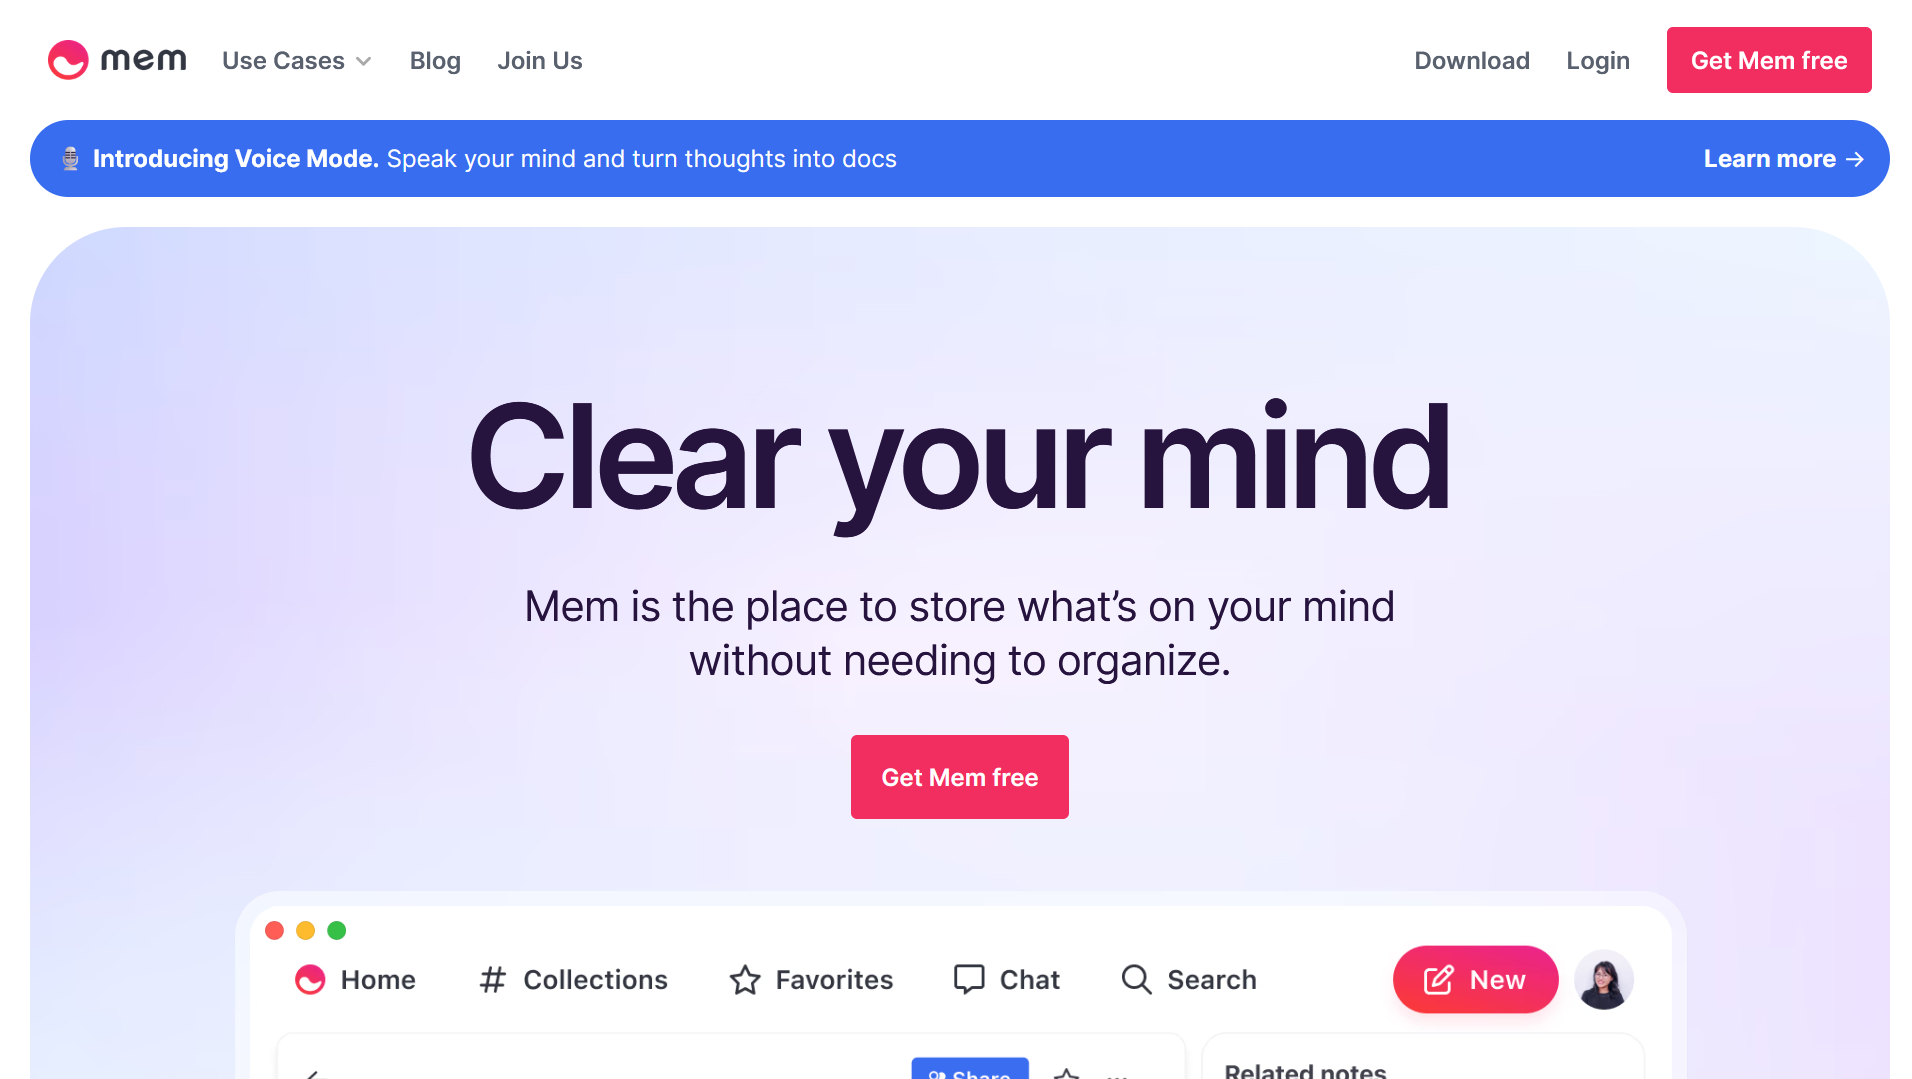 mem
Use Cases
Blog
Join Us
Download
Login
Get Mem free
Introducing Voice Mode. Speak your mind and turn thoughts into docs
Learn more →
Clear your mind
Mem is the place to store what’s on your mind
without needing to organize.
Get Mem free
Home
Collections
Favorites
Chat
Search
New
Share
Related notes